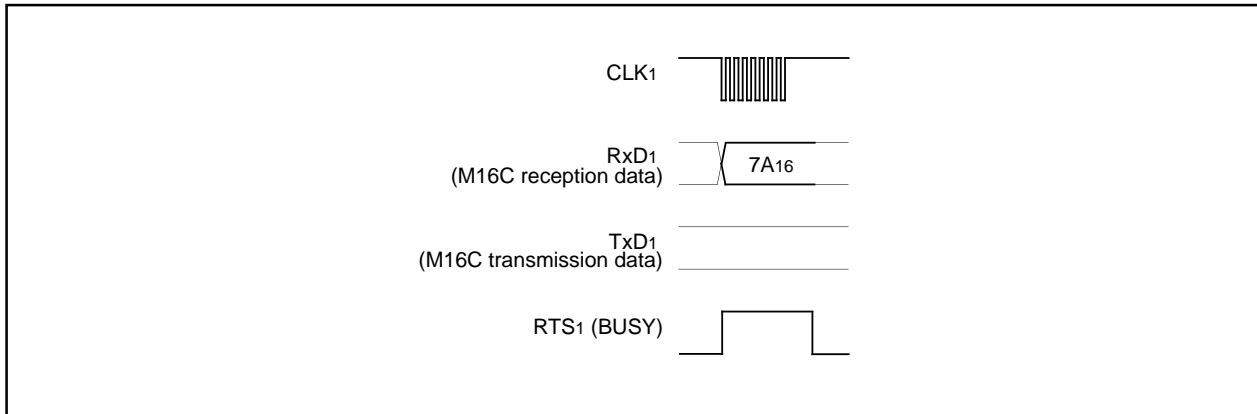 CLK1
RxD1
(M16C reception data)
7A16
TxD1
(M16C transmission data)
RTS1 (BUSY)